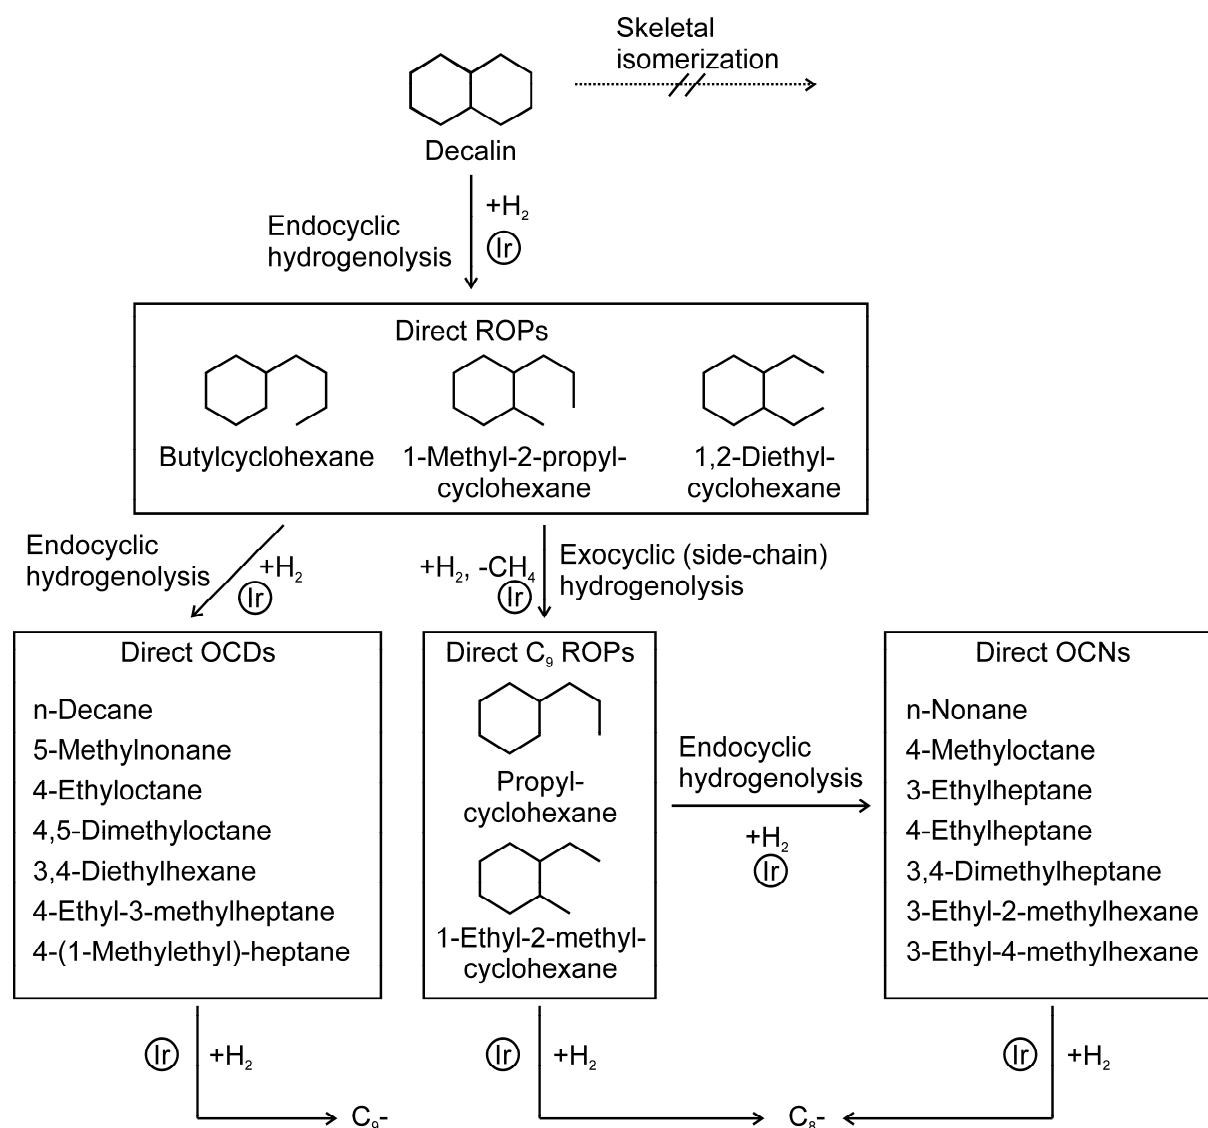 Skeletal
isomerization
Decalin
Endocyclic
hydrogenolysis
+H₂
Ir
Direct ROPs
Butylcyclohexane
1-Methyl-2-propyl-
cyclohexane
1,2-Diethyl-
cyclohexane
Endocyclic
hydrogenolysis
+H₂
Ir
+H₂, -CH₄
Ir
Exocyclic (side-chain)
hydrogenolysis
Direct OCDs
n-Decane
5-Methylnonane
4-Ethyloctane
4,5-Dimethyloctane
3,4-Diethylhexane
4-Ethyl-3-methylheptane
4-(1-Methylethyl)-heptane
Direct C₉ ROPs
Propyl-
cyclohexane
1-Ethyl-2-methyl-
cyclohexane
Endocyclic
hydrogenolysis
+H₂
Ir
Direct OCNs
n-Nonane
4-Methyloctane
3-Ethylheptane
4-Ethylheptane
3,4-Dimethylheptane
3-Ethyl-2-methylhexane
3-Ethyl-4-methylhexane
Ir +H₂
Ir +H₂
Ir +H₂
C₉-
C₈-